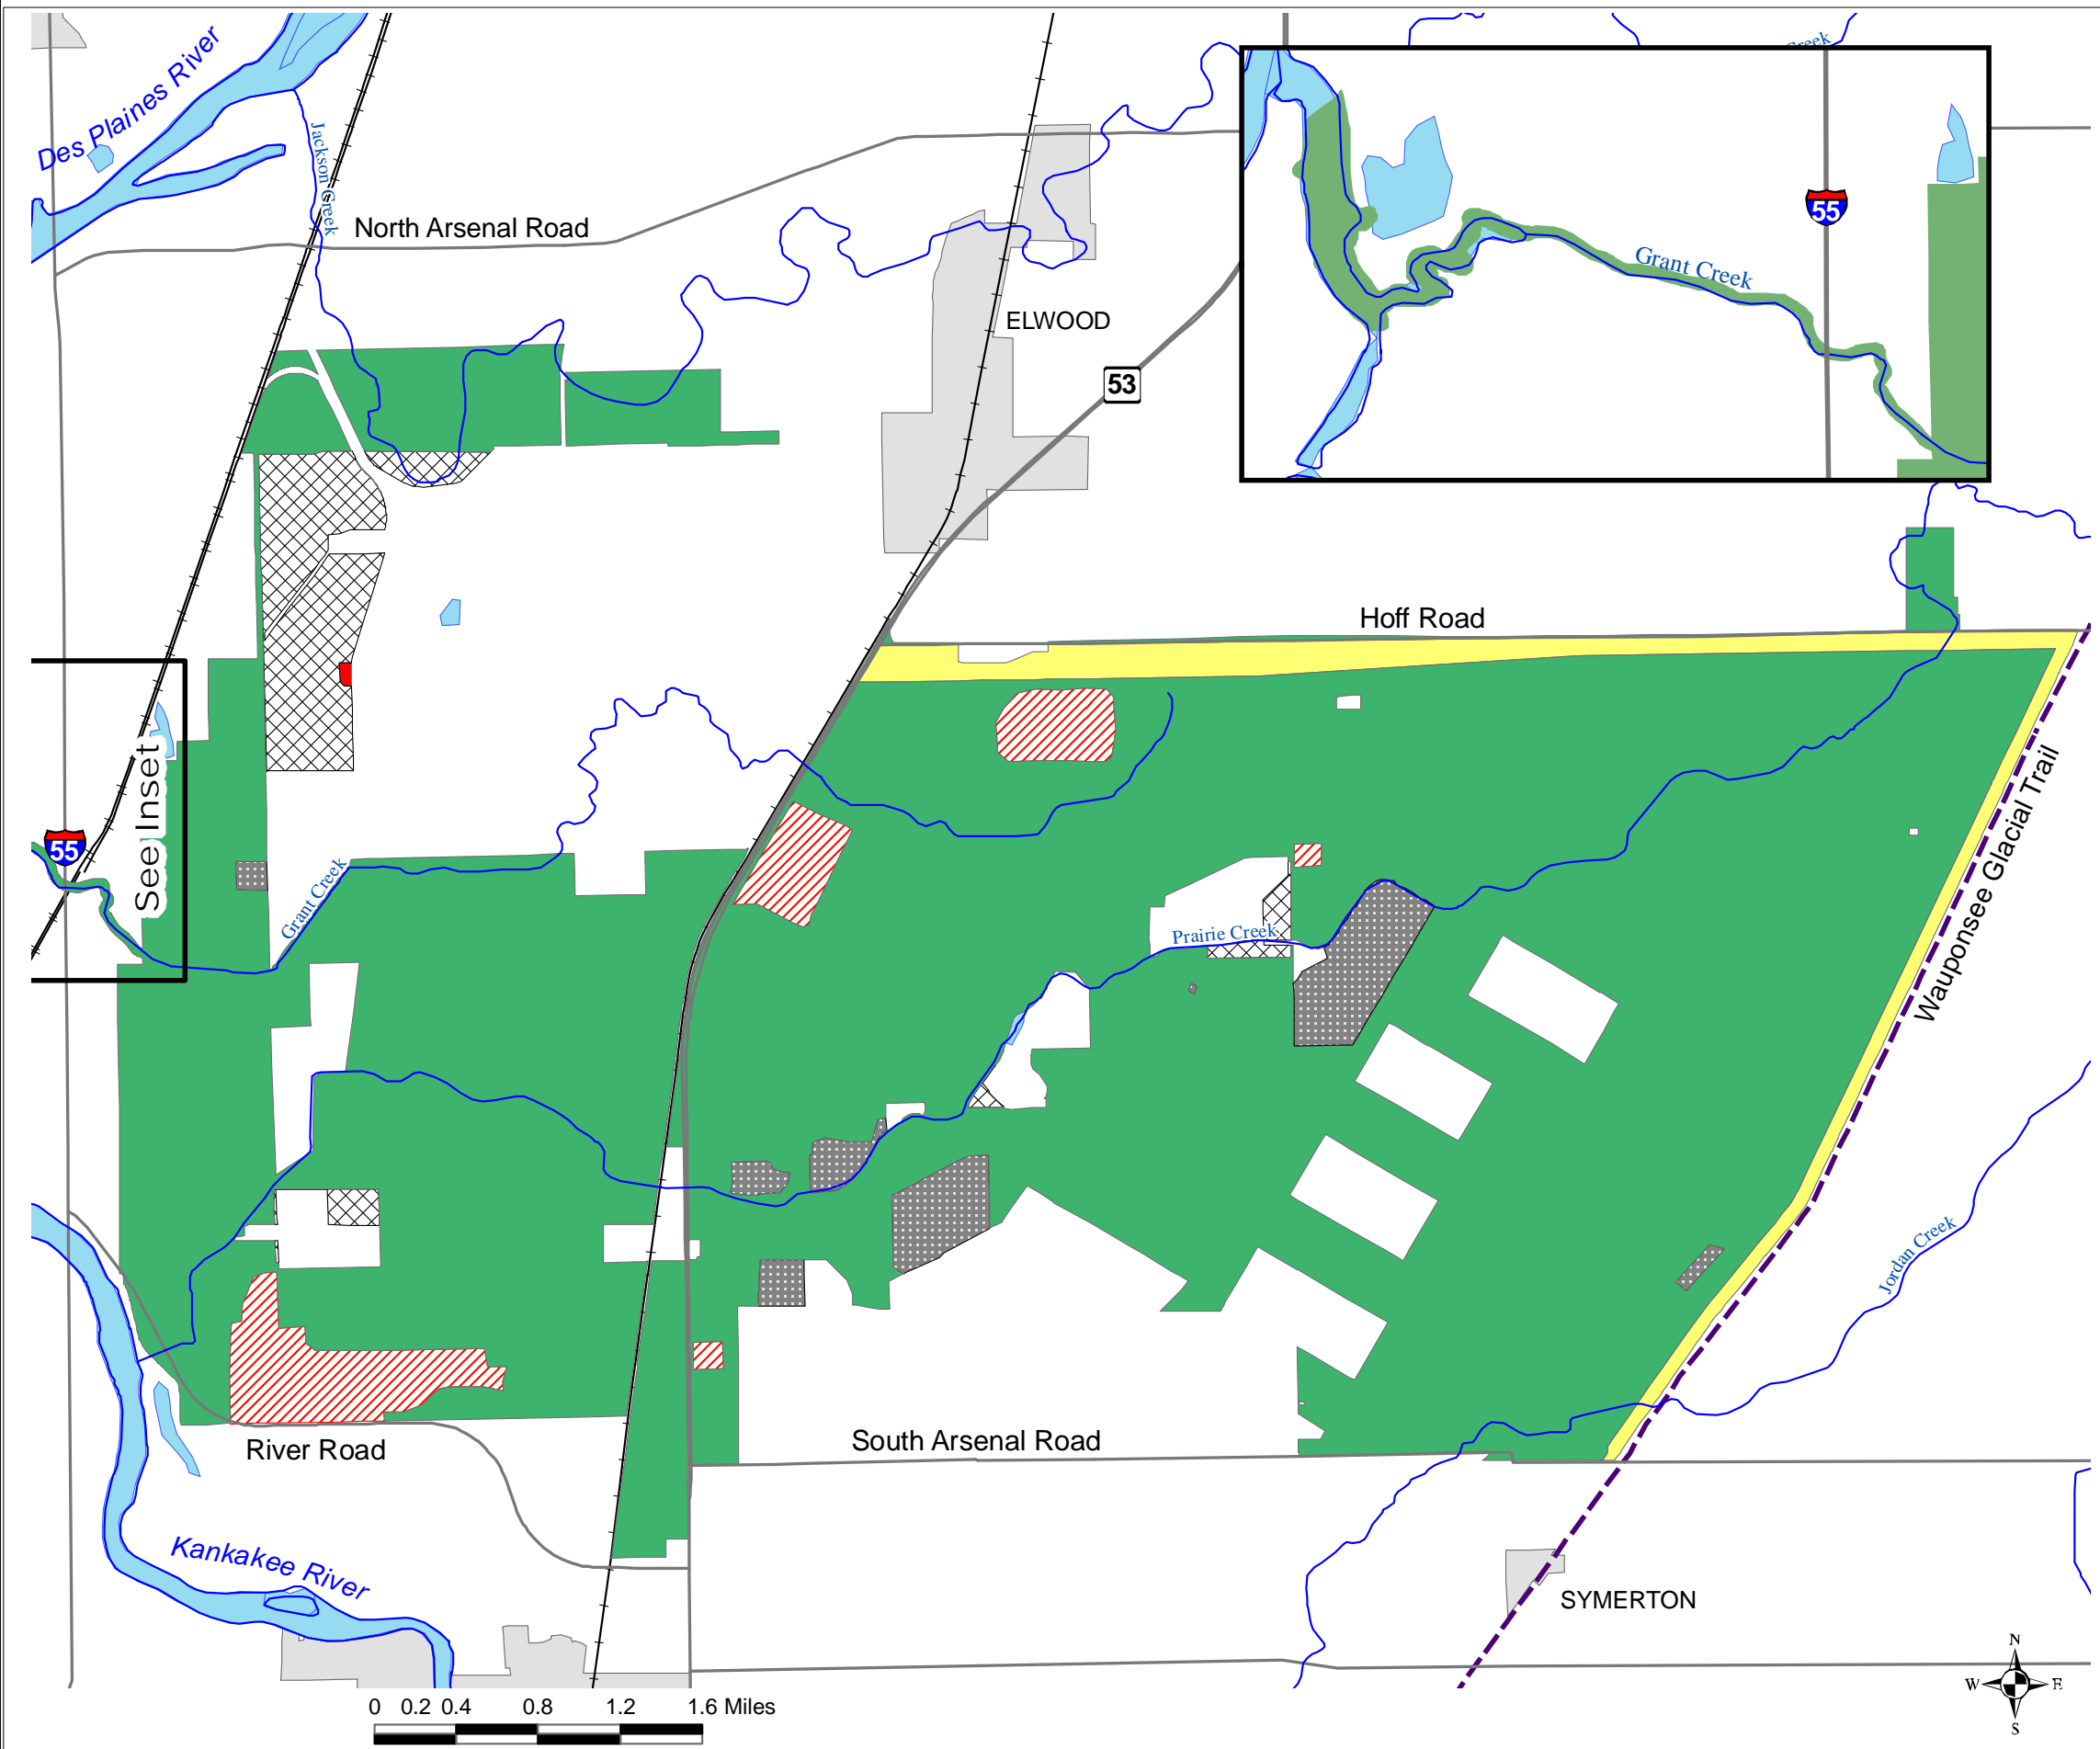 Des Plaines River
Jackson Creek
North Arsenal Road
ELWOOD
53
Creek
55
Grant Creek
Hoff Road
See Inset
55
Grant Creek
Prairie Creek
Wauponsee Glacial Trail
Jordan Creek
River Road
South Arsenal Road
Kankakee River
SYMERTON
0 0.2 0.4 0.8 1.2 1.6 Miles
N
W E
S